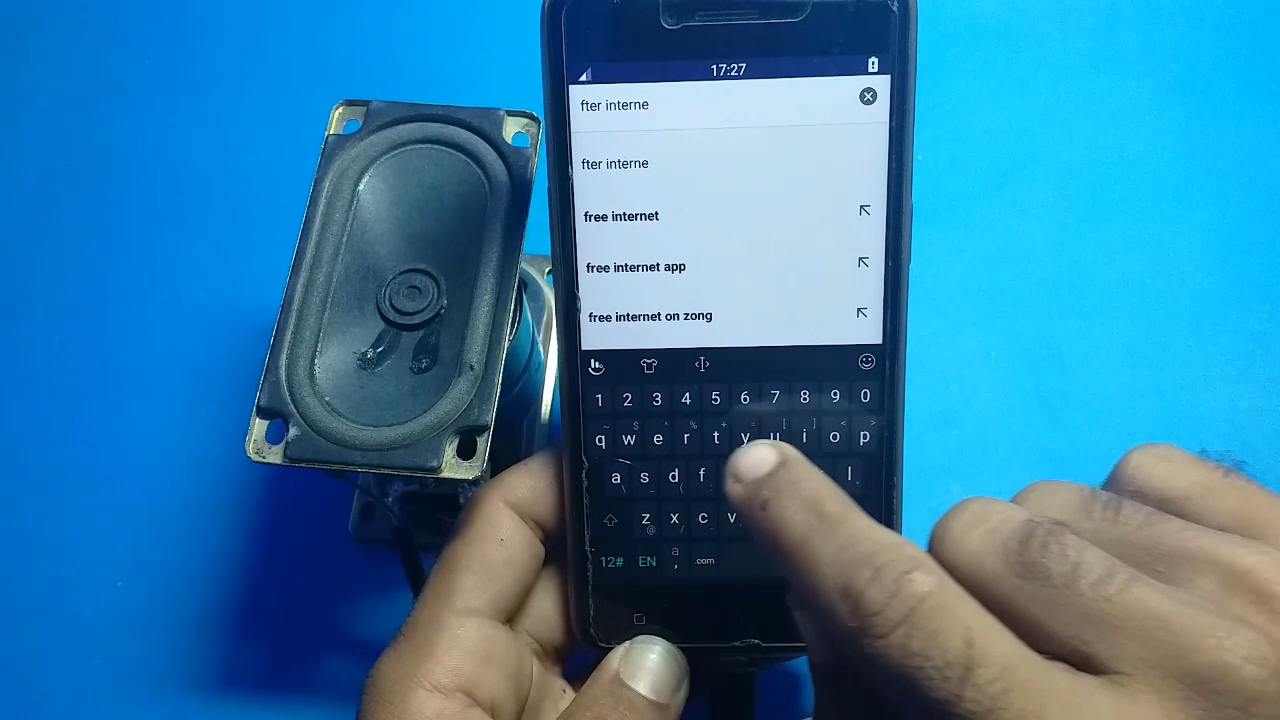 17:27
fter interne
fter interne
free internet
free internet app
free internet on zong
1 2 3 4 5 6 7 8 9 0
q w e r t y u i o p
a s d f l
z x c v
12# EN , .com